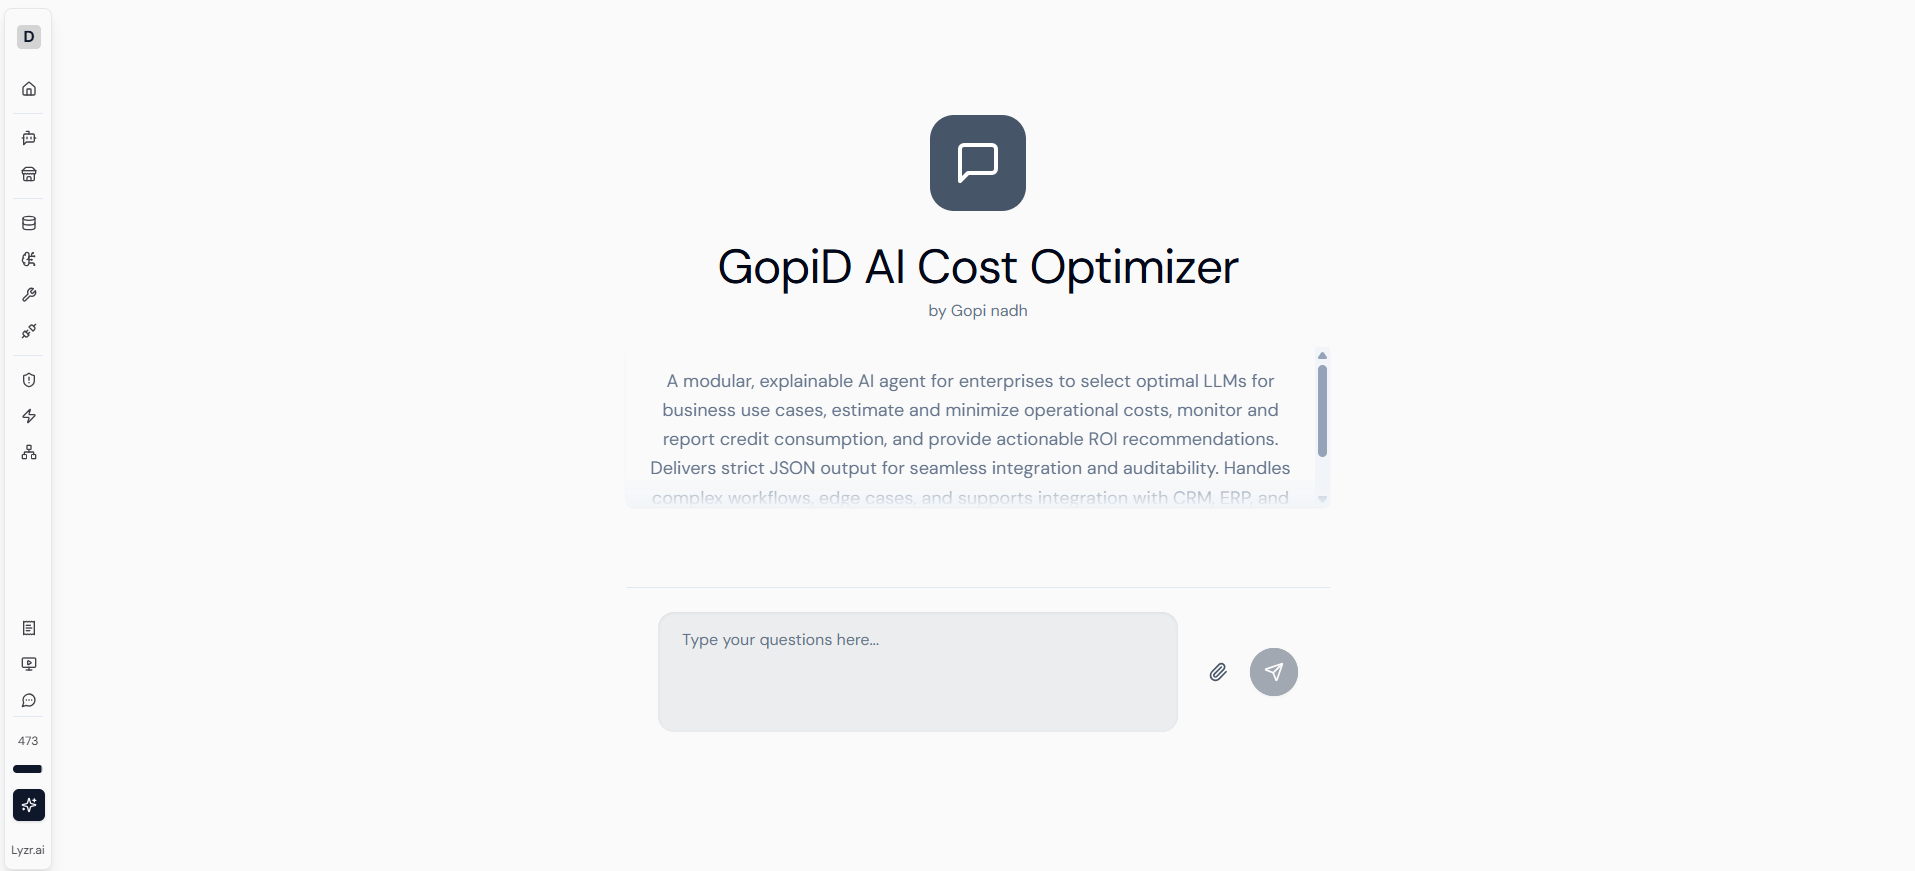 D
GopiD AI Cost Optimizer
by Gopi nadh
A modular, explainable AI agent for enterprises to select optimal LLMs for
business use cases, estimate and minimize operational costs, monitor and
report credit consumption, and provide actionable ROI recommendations.
Delivers strict JSON output for seamless integration and auditability. Handles
complex workflows, edge cases, and supports integration with CRM, ERP, and
Type your questions here...
473
Lyzr.ai